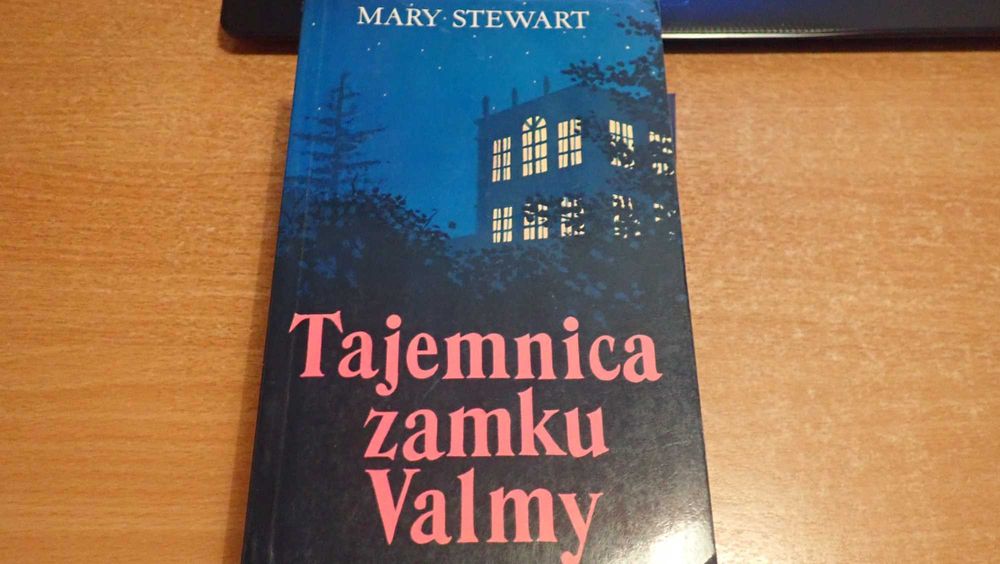 MARY STEWART
Tajemnica
zamku
Valmy